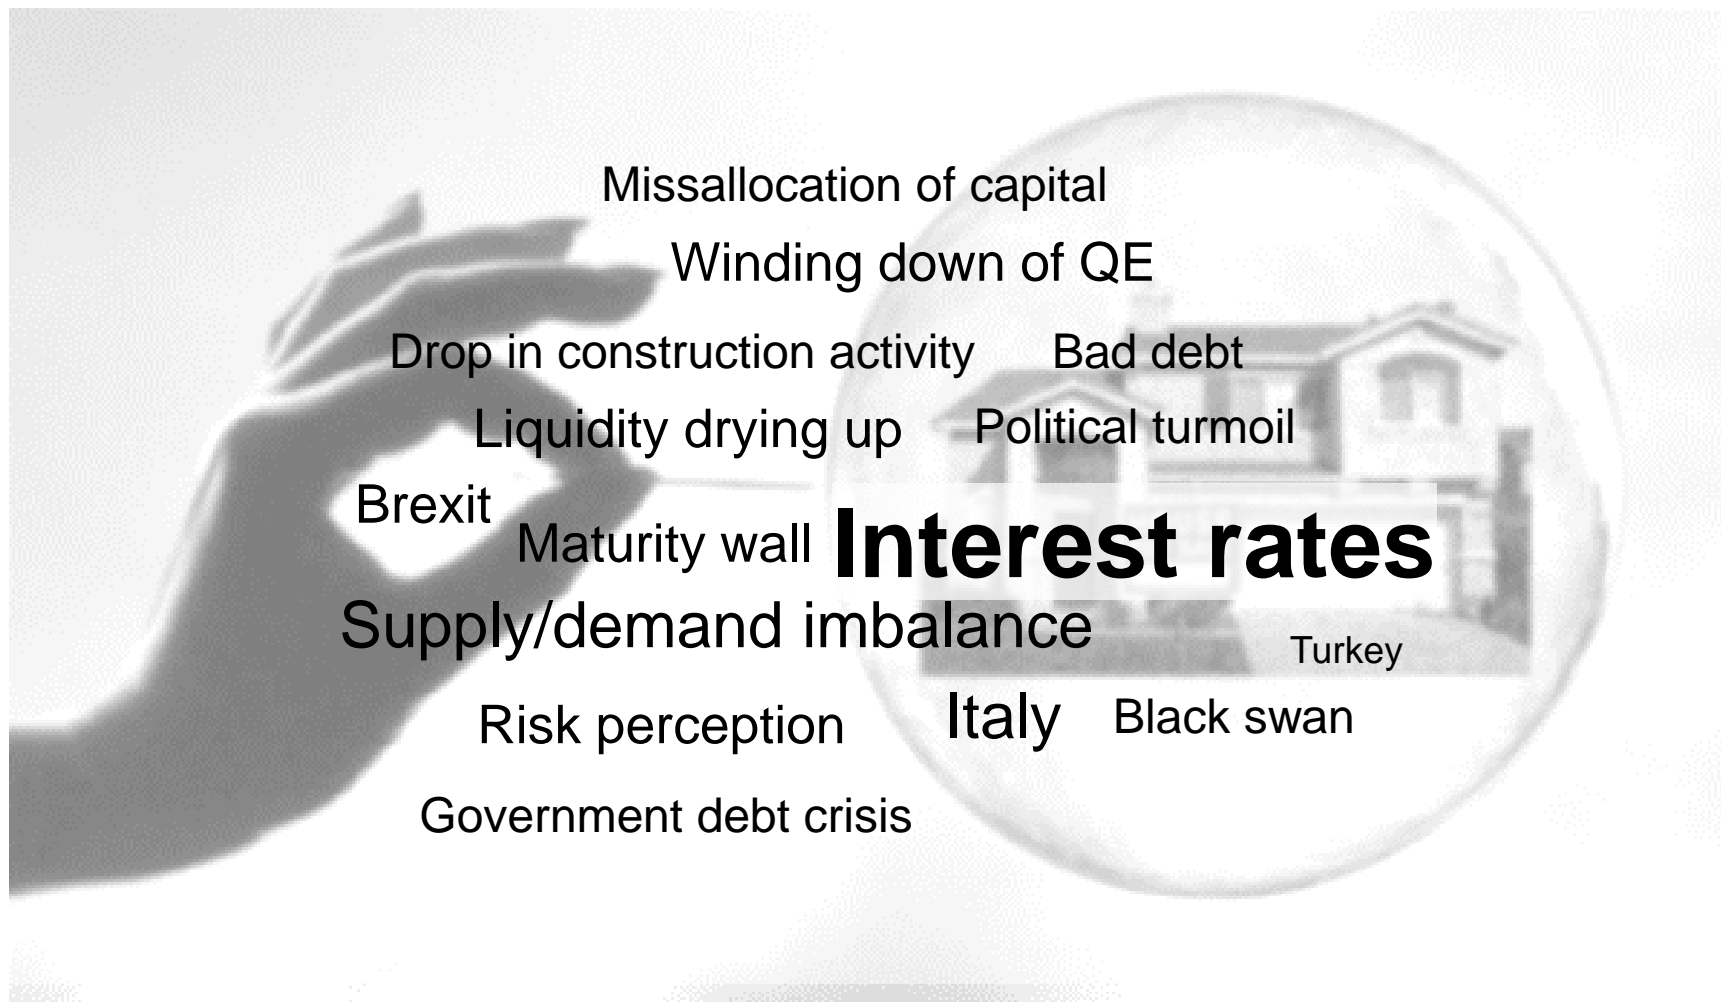 Missallocation of capital
Winding down of QE
Drop in construction activity
Bad debt
Liquidity drying up
Political turmoil
Brexit
Maturity wall
Interest rates
Supply/demand imbalance
Turkey
Risk perception
Italy
Black swan
Government debt crisis